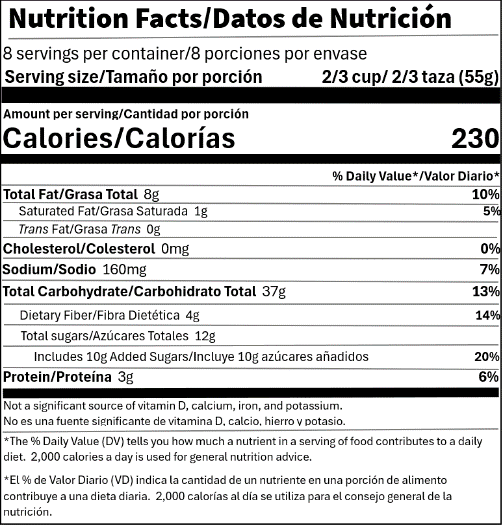 Nutrition Facts/Datos de Nutrición
8 servings per container/8 porciones por envase
Serving size/Tamaño por porción 2/3 cup/ 2/3 taza (55g)
Amount per serving/Cantidad por porción
Calories/Calorías 230
% Daily Value*/Valor Diario*
Total Fat/Grasa Total 8g 10%
Saturated Fat/Grasa Saturada 1g 5%
Trans Fat/Grasa Trans 0g
Cholesterol/Colesterol 0mg 0%
Sodium/Sodio 160mg 7%
Total Carbohydrate/Carbohidrato Total 37g 13%
Dietary Fiber/Fibra Dietética 4g 14%
Total sugars/Azúcares Totales 12g
Includes 10g Added Sugars/Incluye 10g azúcares añadidos 20%
Protein/Proteína 3g 6%
Not a significant source of vitamin D, calcium, iron, and potassium.
No es una fuente significante de vitamina D, calcio, hierro y potasio.
*The % Daily Value (DV) tells you how much a nutrient in a serving of food contributes to a daily
diet. 2,000 calories a day is used for general nutrition advice.
*El % de Valor Diario (VD) indica la cantidad de un nutriente en una porción de alimento
contribuye a una dieta diaria. 2,000 calorías al día se utiliza para el consejo general de la
nutrición.